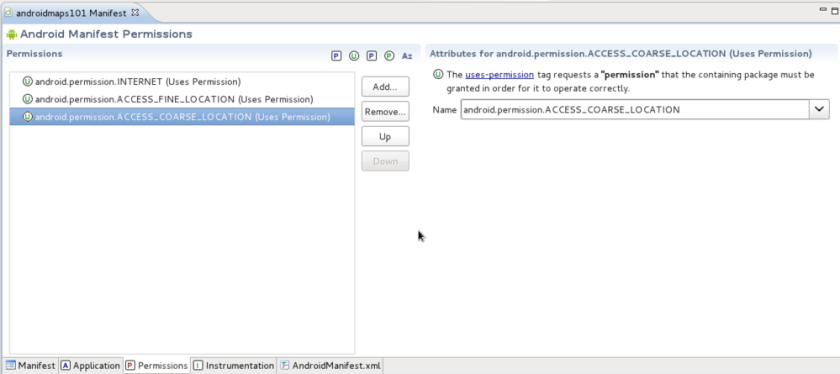 androidmaps101 Manifest
Android Manifest Permissions
Permissions
P U P P Az
android.permission.INTERNET (Uses Permission)
android.permission.ACCESS_FINE_LOCATION (Uses Permission)
android.permission.ACCESS_COARSE_LOCATION (Uses Permission)
Add...
Remove...
Up
Down
Attributes for android.permission.ACCESS_COARSE_LOCATION (Uses Permission)
U The uses-permission tag requests a "permission" that the containing package must be
granted in order for it to operate correctly.
Name android.permission.ACCESS_COARSE_LOCATION
Manifest A Application P Permissions I Instrumentation AndroidManifest.xml